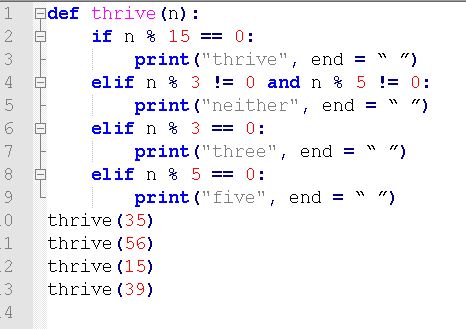 1 def thrive(n):
2 if n % 15 == 0:
3 print("thrive", end = “ ”)
4 elif n % 3 != 0 and n % 5 != 0:
5 print("neither", end = “ ”)
6 elif n % 3 == 0:
7 print("three", end = “ ”)
8 elif n % 5 == 0:
9 print("five", end = “ ”)
0 thrive(35)
1 thrive(56)
2 thrive(15)
3 thrive(39)
4